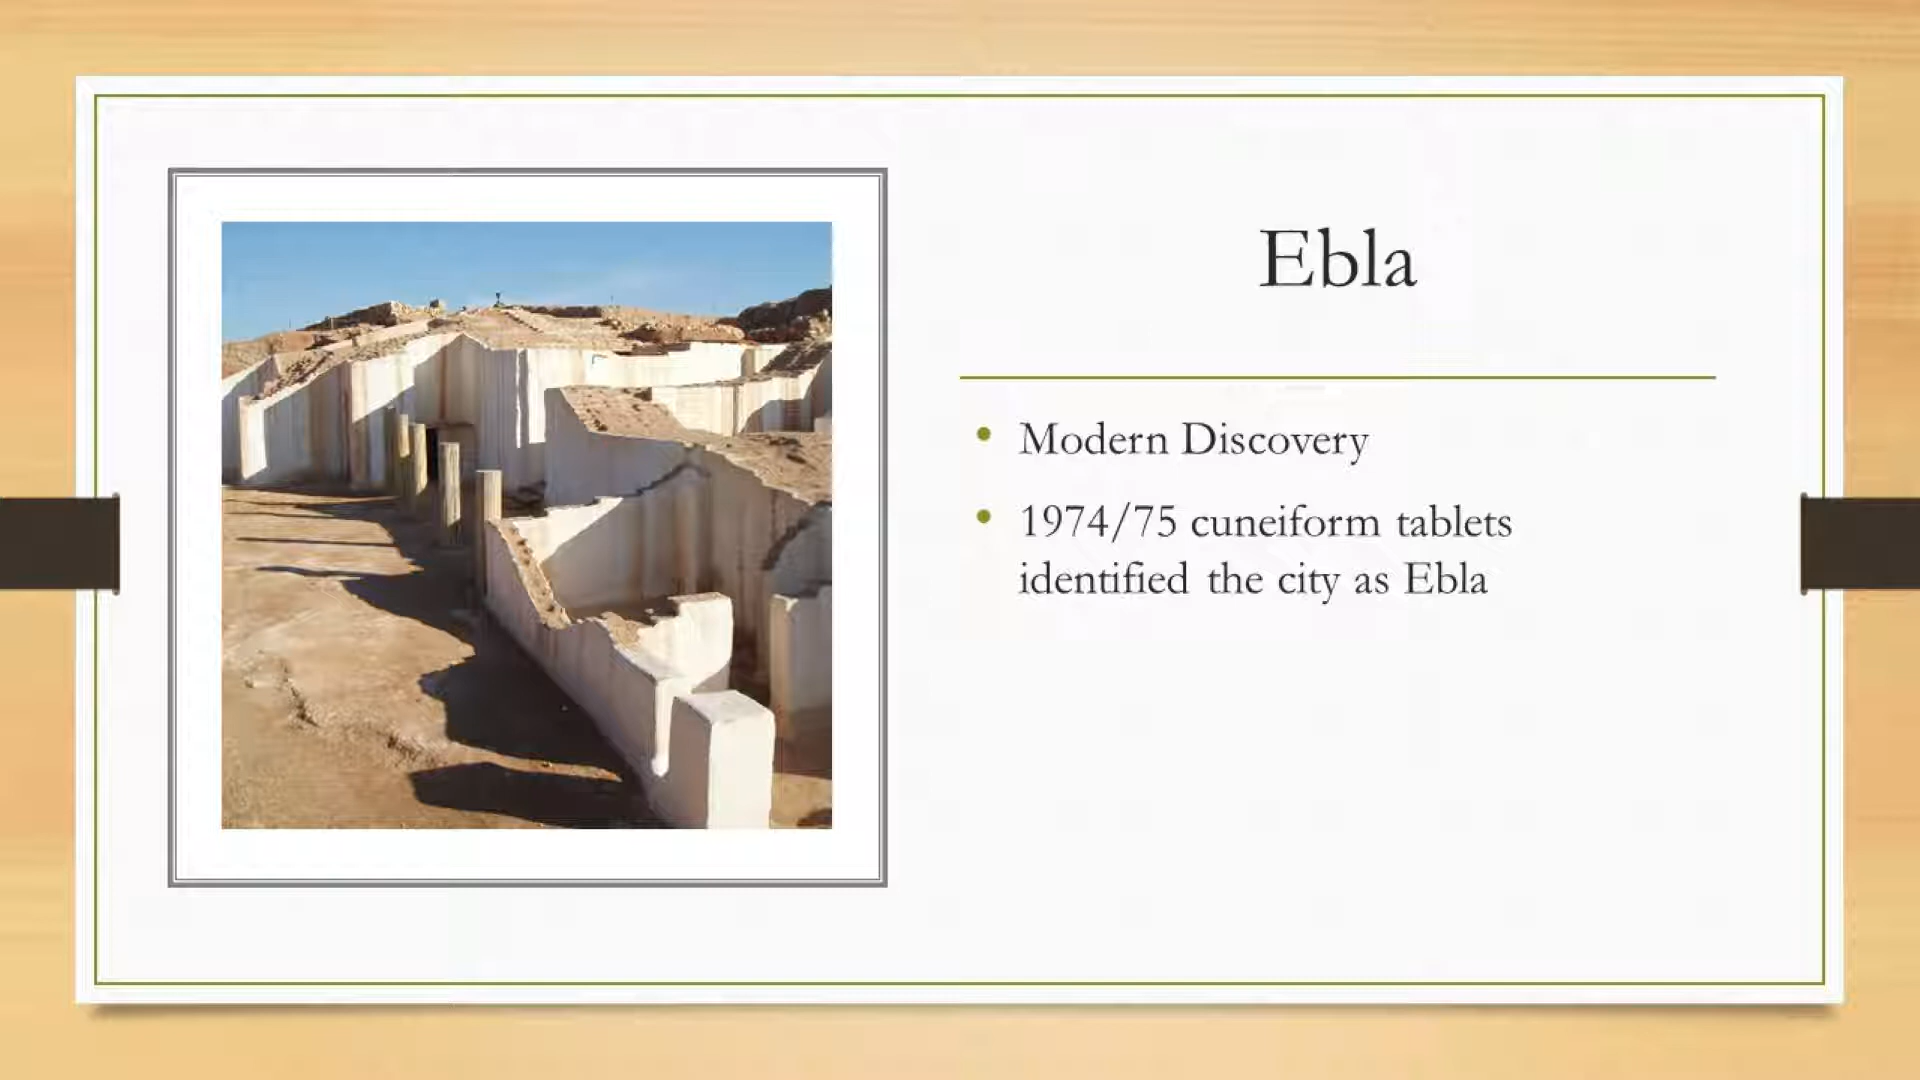 Ebla
• Modern Discovery
• 1974/75 cuneiform tablets
identified the city as Ebla